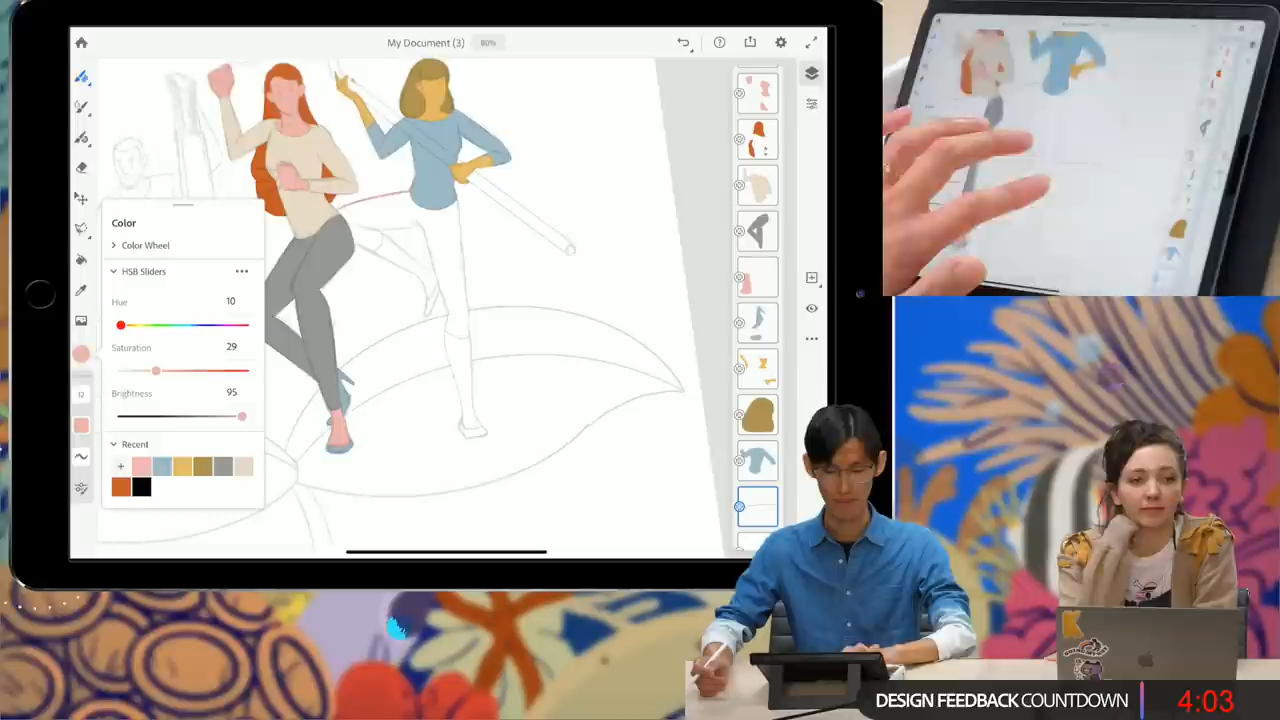 My Document (3)
80%
Color
Color Wheel
HSB Sliders
Hue
10
Saturation
29
Brightness
95
Recent
12
DESIGN FEEDBACK COUNTDOWN
4:03